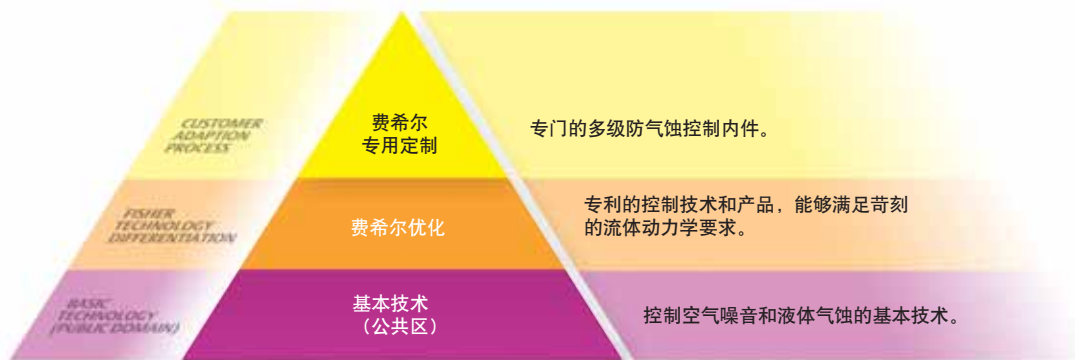 CUSTOMER
ADAPTION
PROCESS
费希尔
专用定制
专门的多级防气蚀控制内件。
FISHER
TECHNOLOGY
DIFFERENTIATION
费希尔优化
专利的控制技术和产品，能够满足苛刻
的流体动力学要求。
BASIC
TECHNOLOGY
(PUBLIC DOMAIN)
基本技术
（公共区）
控制空气噪音和液体气蚀的基本技术。